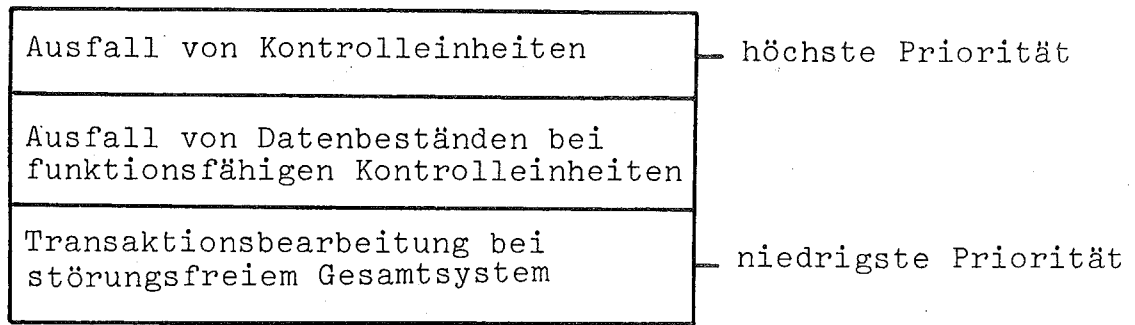 Ausfall von Kontrolleinheiten
höchste Priorität
Ausfall von Datenbeständen bei
funktionsfähigen Kontrolleinheiten
Transaktionsbearbeitung bei
störungsfreiem Gesamtsystem
niedrigste Priorität